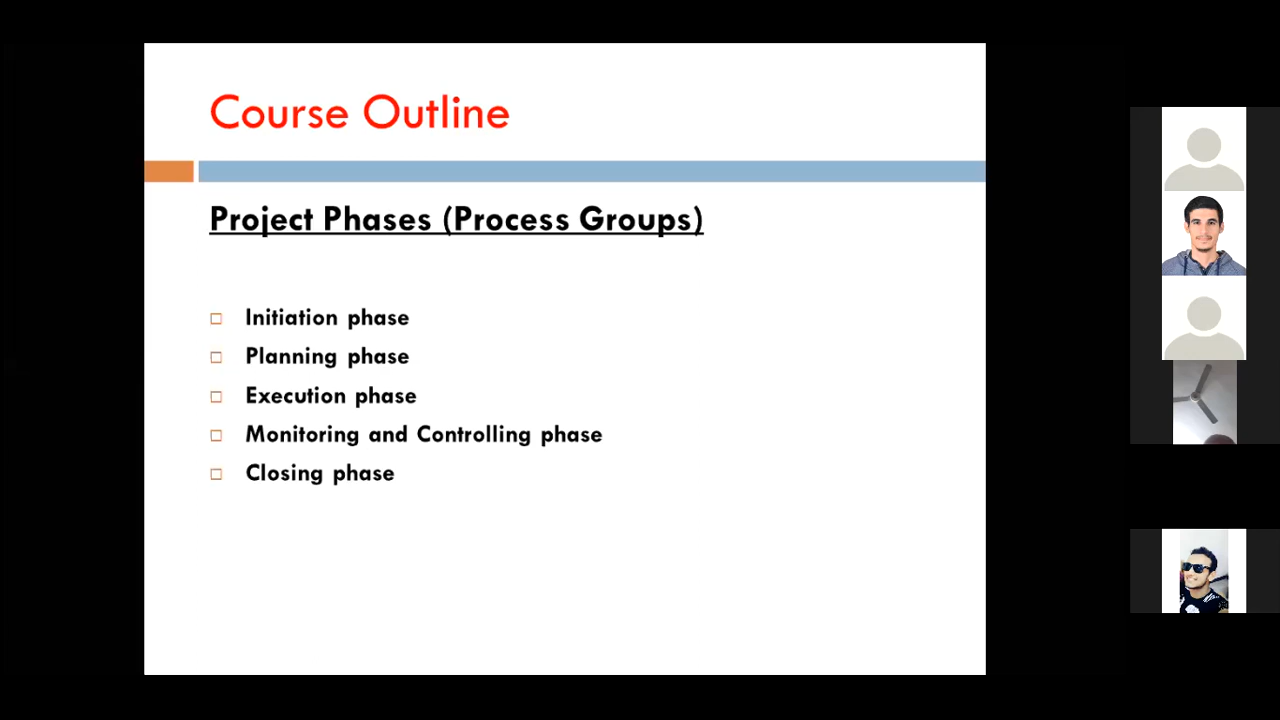 Course Outline
Project Phases (Process Groups)
Initiation phase
Planning phase
Execution phase
Monitoring and Controlling phase
Closing phase